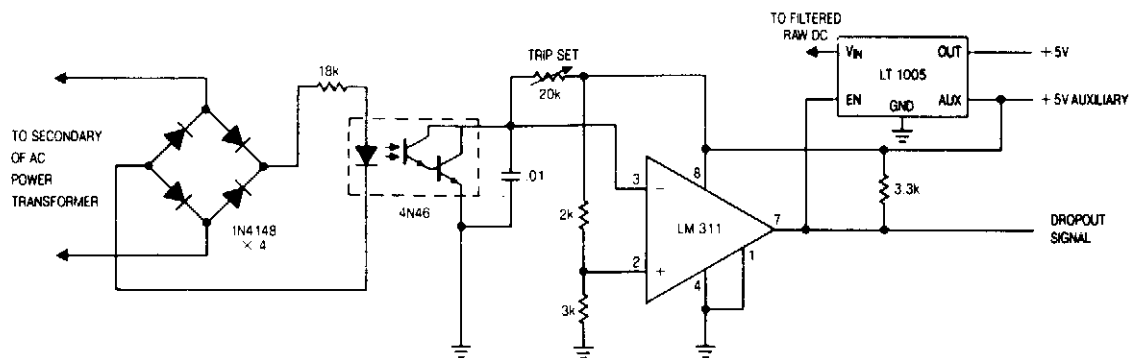 TO SECONDARY
OF AC
POWER
TRANSFORMER
1N4148
× 4
18k
4N46
.01
TRIP SET
20k
2k
3k
3
2
8
4
1
7
−
+
LM 311
TO FILTERED
RAW DC
VIN
OUT
LT 1005
EN
GND
AUX
+5V
+5V AUXILIARY
3.3k
DROPOUT
SIGNAL